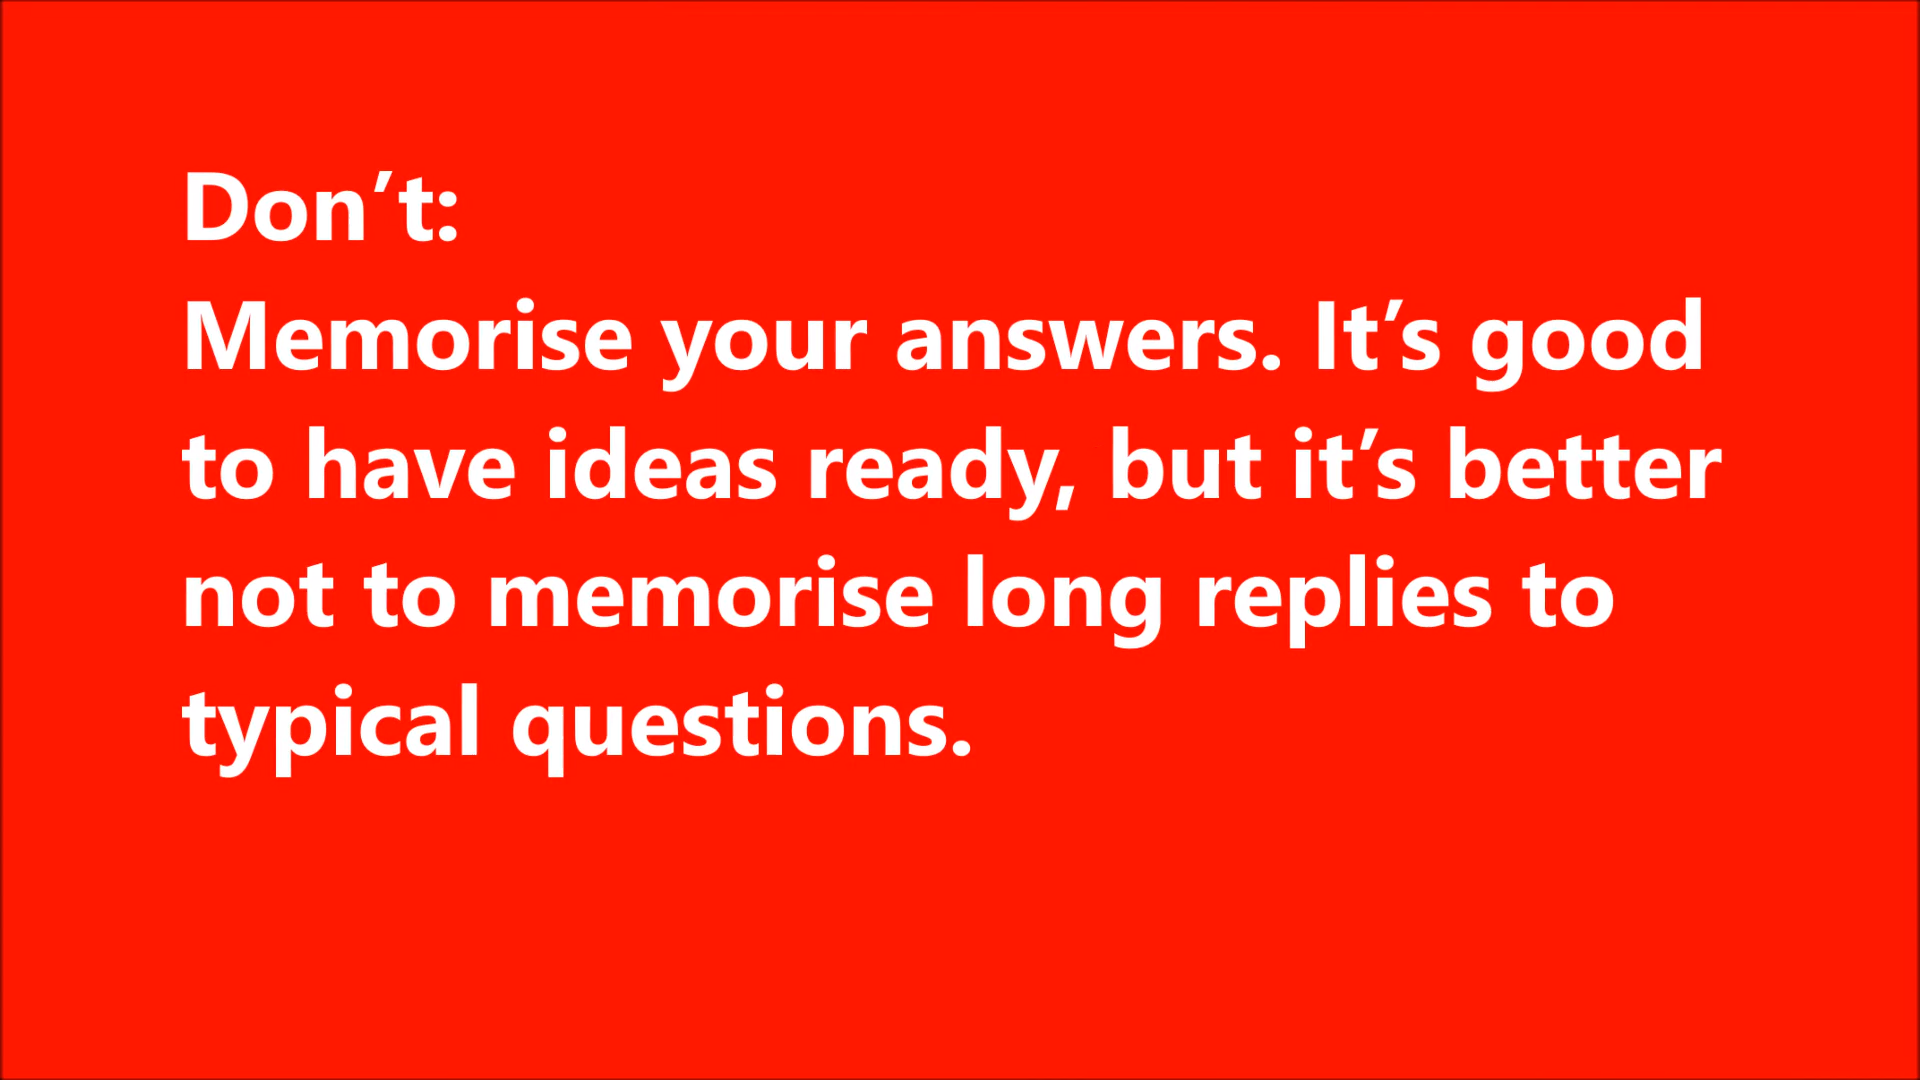 Don’t:
Memorise your answers. It’s good
to have ideas ready, but it’s better
not to memorise long replies to
typical questions.